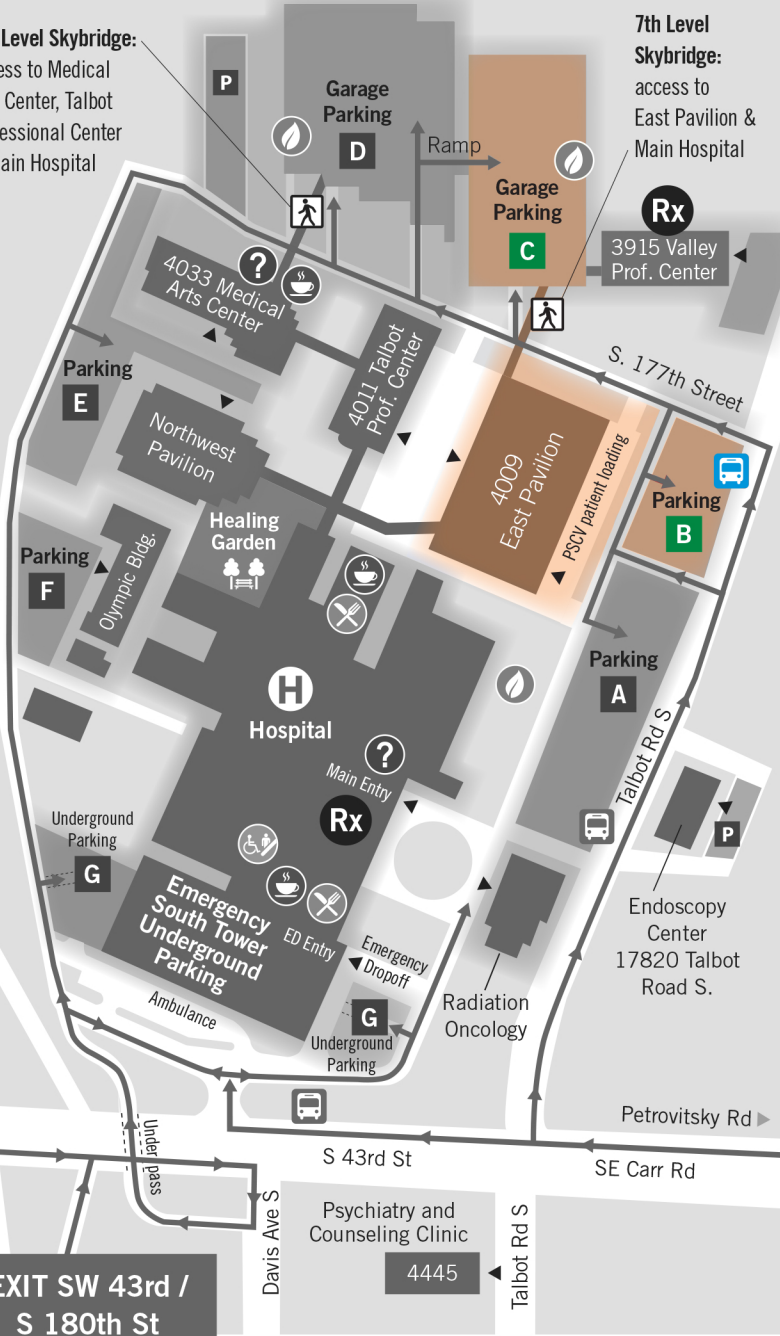 Level Skybridge:
ess to Medical
Center, Talbot
essional Center
ain Hospital
7th Level
Skybridge:
access to
East Pavilion &
Main Hospital
P
Garage
Parking
D
Ramp
Garage
Parking
C
Rx
3915 Valley
Prof. Center
?
4033 Medical
Arts Center
4011 Talbot
Prof. Center
S. 177th Street
Parking
E
Northwest
Pavilion
4009
East Pavilion
PSCV patient loading
Parking
B
Healing
Garden
Parking
F
Olympic Bldg.
Parking
A
H
Hospital
?
Main Entry
Rx
Talbot Rd S
P
Underground
Parking
G
Emergency
South Tower
Underground
Parking
ED Entry
Emergency
Dropoff
Endoscopy
Center
17820 Talbot
Road S.
Radiation
Oncology
Ambulance
G
Underground
Parking
Petrovitsky Rd
Under pass
S 43rd St
SE Carr Rd
Davis Ave S
Psychiatry and
Counseling Clinic
4445
Talbot Rd S
EXIT SW 43rd /
S 180th St